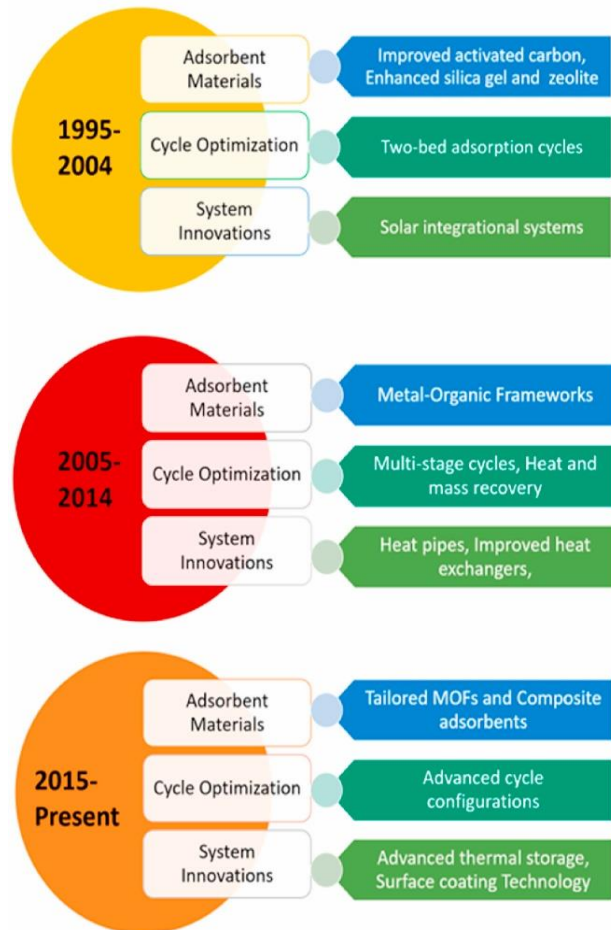 1995-
2004
Adsorbent
Materials
Improved activated carbon,
Enhanced silica gel and zeolite
Cycle Optimization
Two-bed adsorption cycles
System
Innovations
Solar integrational systems
2005-
2014
Adsorbent
Materials
Metal-Organic Frameworks
Cycle Optimization
Multi-stage cycles, Heat and
mass recovery
System
Innovations
Heat pipes, Improved heat
exchangers,
2015-
Present
Adsorbent
Materials
Tailored MOFs and Composite
adsorbents
Cycle Optimization
Advanced cycle
configurations
System
Innovations
Advanced thermal storage,
Surface coating Technology